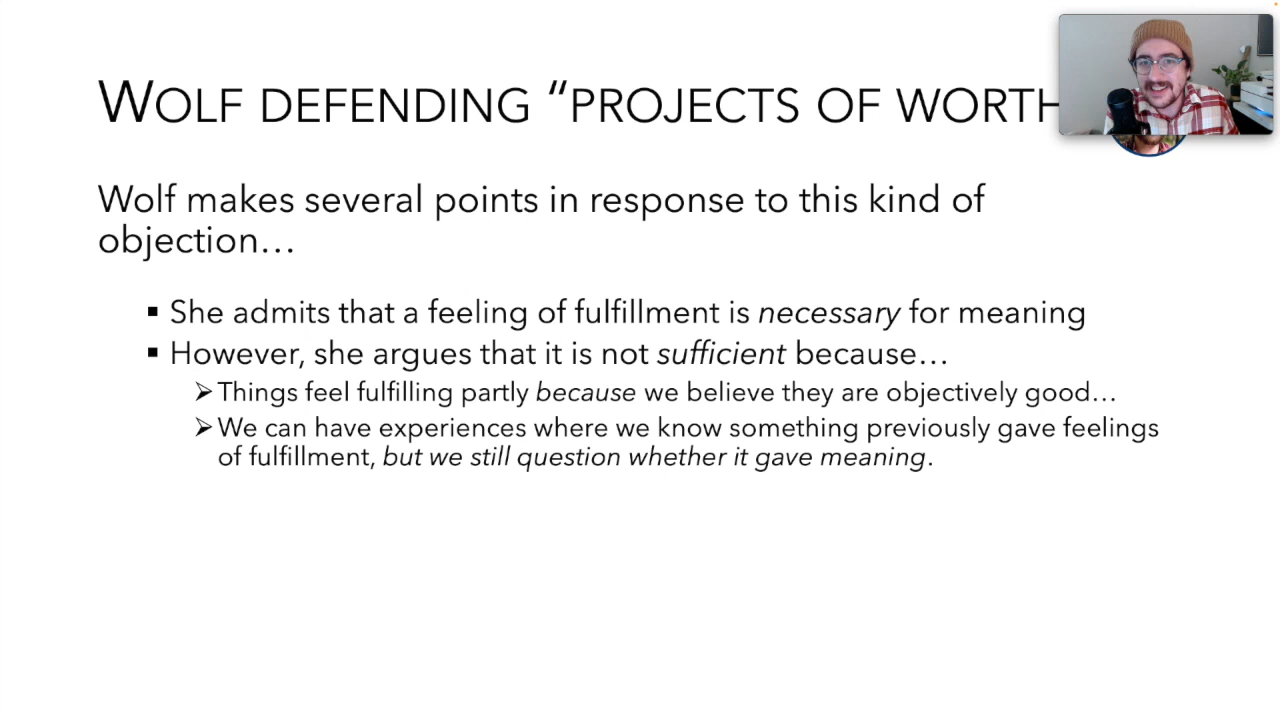 WOLF DEFENDING “PROJECTS OF WORTH
Wolf makes several points in response to this kind of
objection…
▪ She admits that a feeling of fulfillment is necessary for meaning
▪ However, she argues that it is not sufficient because…
➢ Things feel fulfilling partly because we believe they are objectively good…
➢ We can have experiences where we know something previously gave feelings
of fulfillment, but we still question whether it gave meaning.